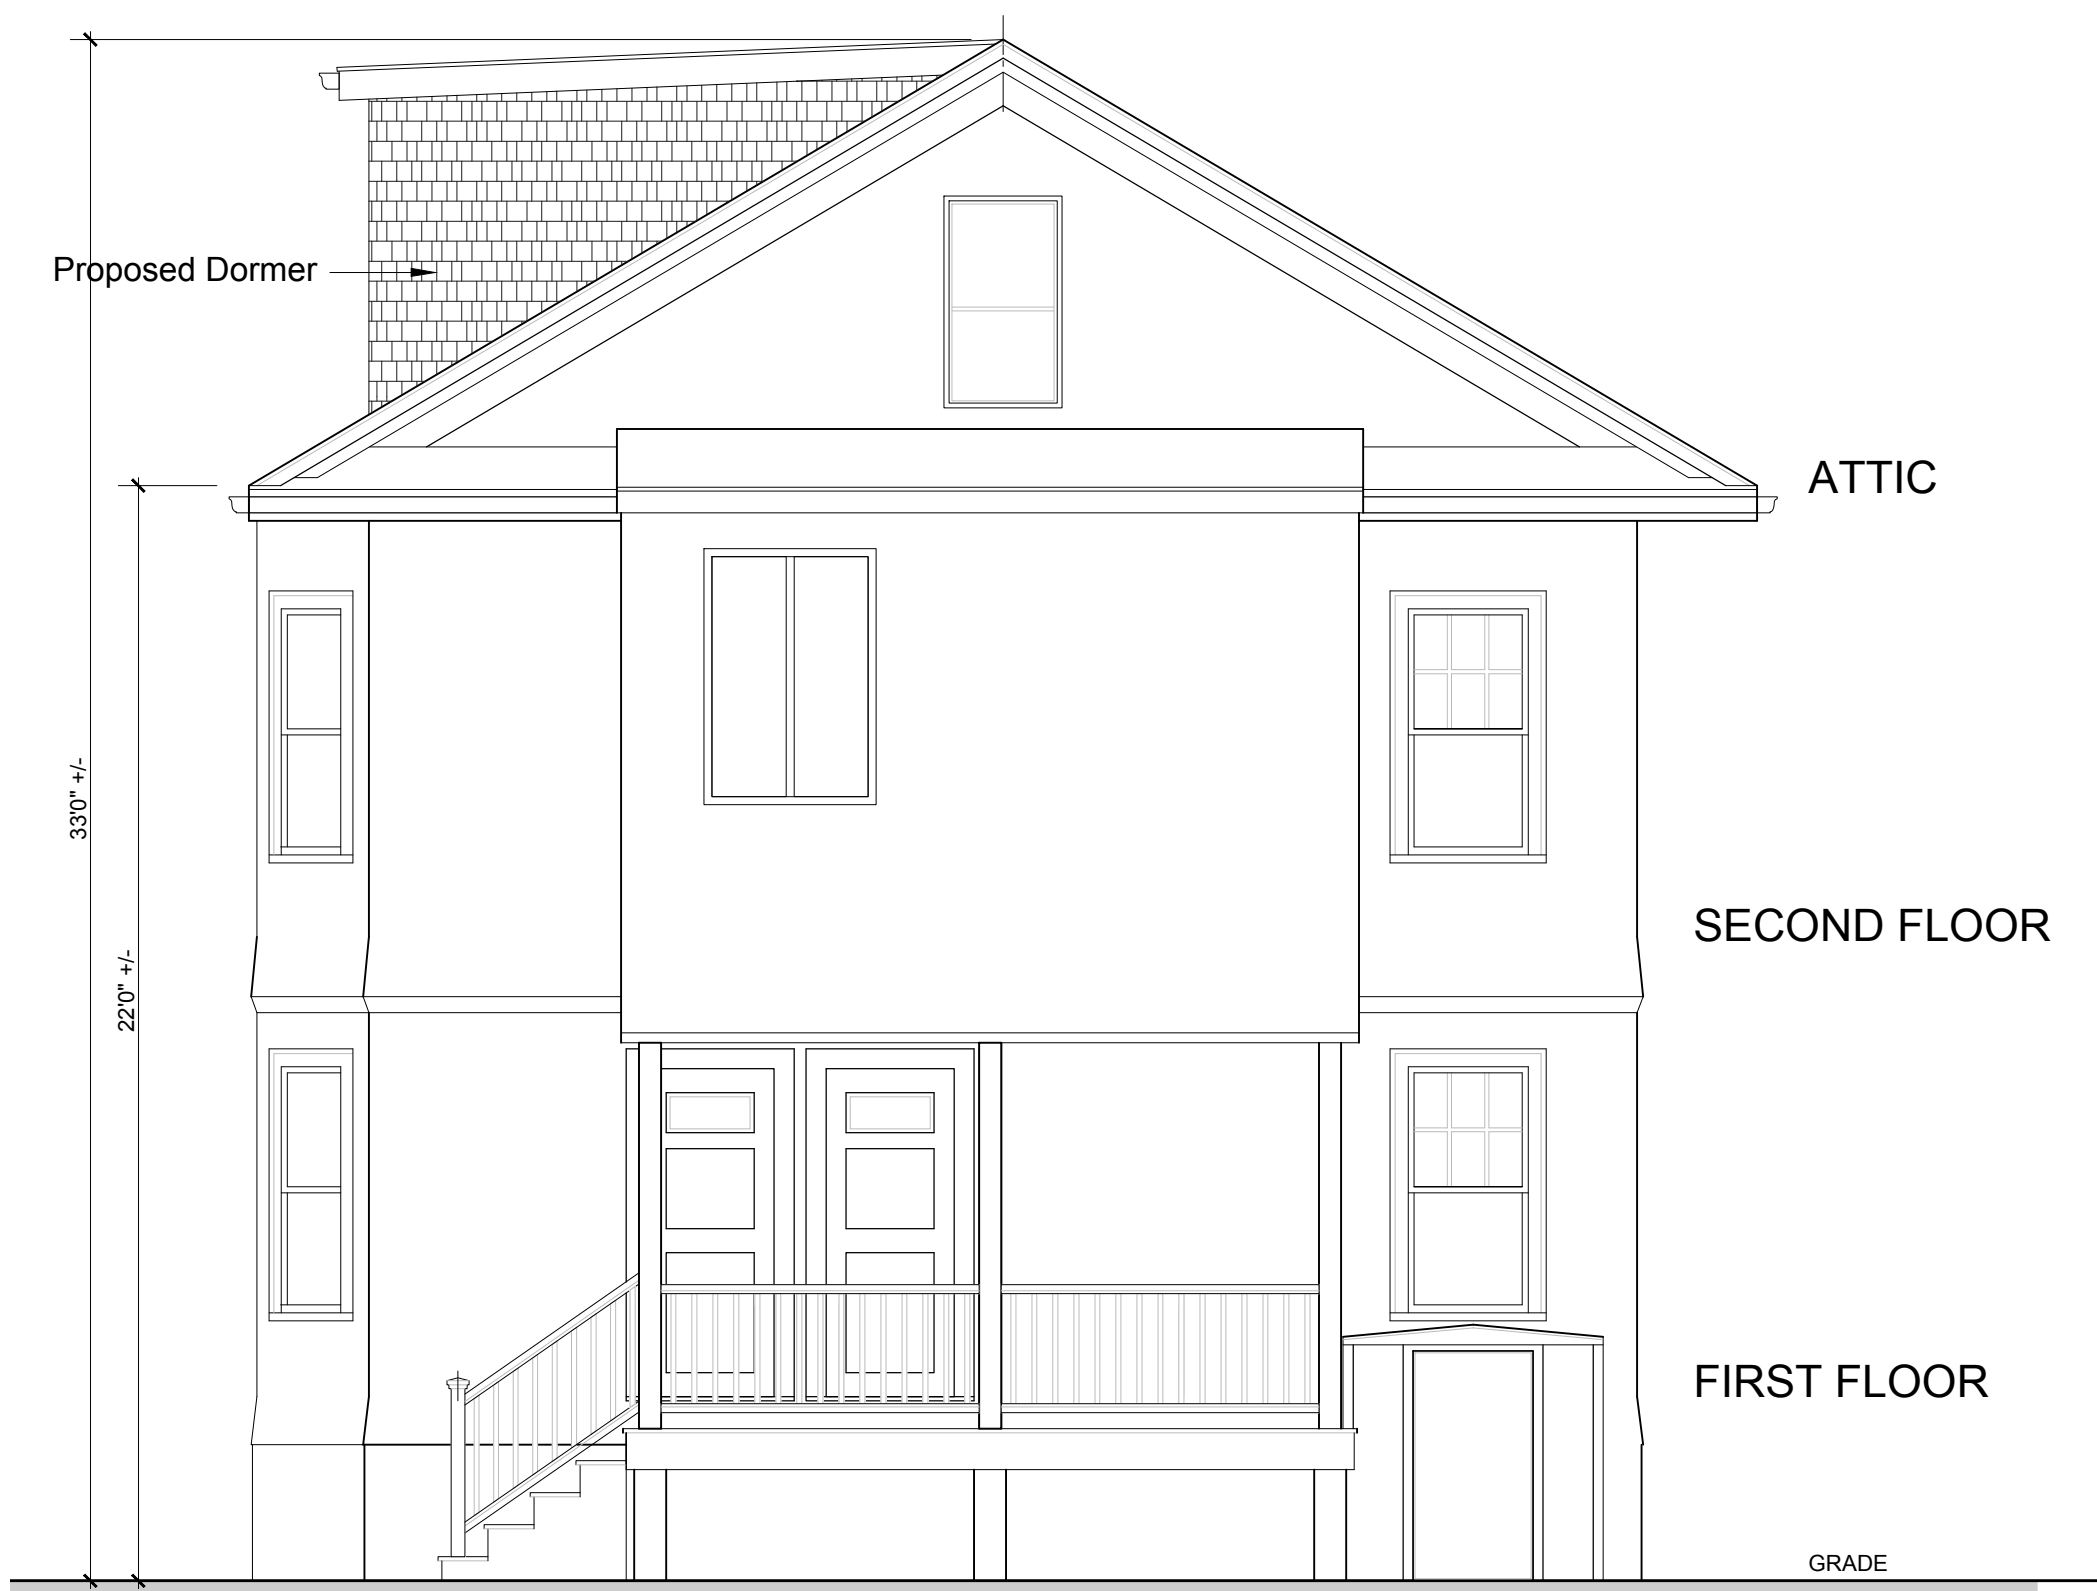 Proposed Dormer
ATTIC
33'0" +/-
SECOND FLOOR
22'0" +/-
FIRST FLOOR
GRADE